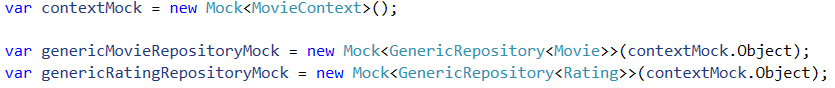 var contextMock = new Mock<MovieContext>();
var genericMovieRepositoryMock = new Mock<GenericRepository<Movie>>(contextMock.Object);
var genericRatingRepositoryMock = new Mock<GenericRepository<Rating>>(contextMock.Object);